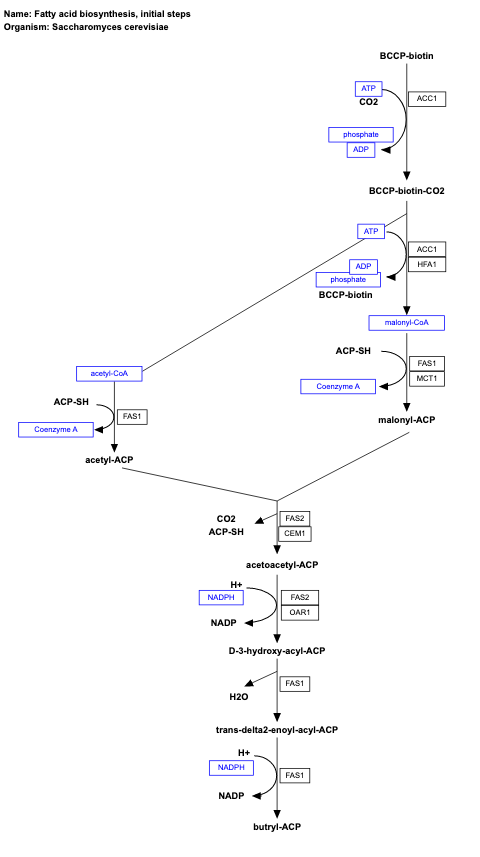 Name: Fatty acid biosynthesis, initial steps
Organism: Saccharomyces cerevisiae
BCCP-biotin
ATP
ACC1
CO2
phosphate
ADP
BCCP-biotin-CO2
ATP
ACC1
HFA1
ADP
phosphate
BCCP-biotin
malonyl-CoA
ACP-SH
FAS1
MCT1
Coenzyme A
malonyl-ACP
acetyl-CoA
ACP-SH
FAS1
Coenzyme A
acetyl-ACP
CO2
FAS2
ACP-SH
CEM1
acetoacetyl-ACP
H+
NADPH
FAS2
OAR1
NADP
D-3-hydroxy-acyl-ACP
FAS1
H2O
trans-delta2-enoyl-acyl-ACP
H+
NADPH
FAS1
NADP
butryl-ACP